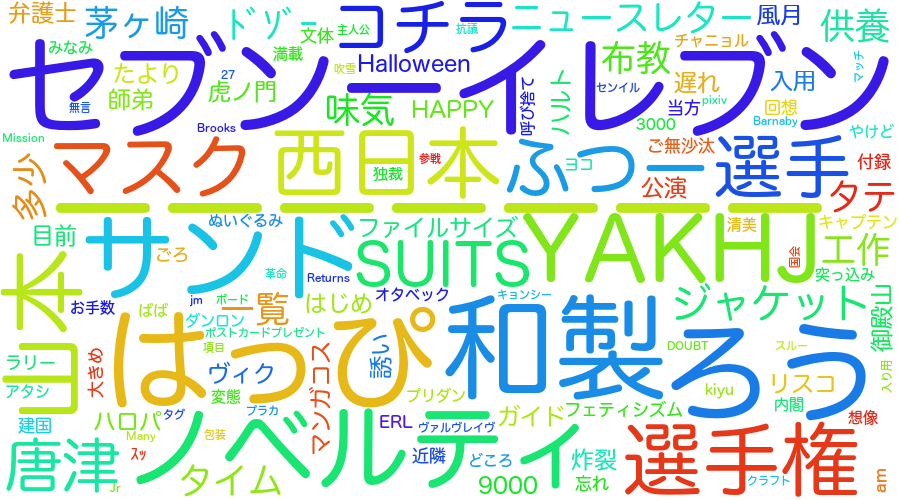 弁護士
茅ヶ崎
ドゾー
コチラ
ニュースレター
風月
供養
みなみ
文体
主人公
抗議
チャニョル
満載
吹雪
Halloween
セブンーイレブン
布教
マッチ
たより
27
遅れ
入用
師弟
無言
虎ノ門
味気
HAPPY
呼び捨て
ハルト
センイル
当方
pixiv
回想
3000
Barnaby
やけど
Mission
Brooks
マスク
西日本
参戦
独裁
ふつー
ヨコ
選手
ご無沙汰
付録
公演
タテ
多少
ぬいぐるみ
ファイルサイズ
清美
キャプテン
目前
サンド
SUITS
YAKHJ
国会
工作
ごろ
革命
Returns
突っ込み
山本
お手数
jm
ボード
はじめ
オタベック
キョンシー
ジャケット
御殿山
ばば
一覧
ダンロン
ポストカードプレゼント
はっぴ
和製
ろう
ラリー
項目
DOUBT
スルー
大きめ
マンガコス
誘い
アタシ
ヴィク
変態
プリダン
kiyu
リスコ
入り用
建国
ハロパ
タグ
プラカ
ERL
ヴァルヴレイヴ
ガイド
フェティシズム
内閣
想像
Many
包装
唐津
スッ
ノベルティ
近隣
どころ
炸裂
選手権
クラフト
am
Jr
タイム
9000
忘れ